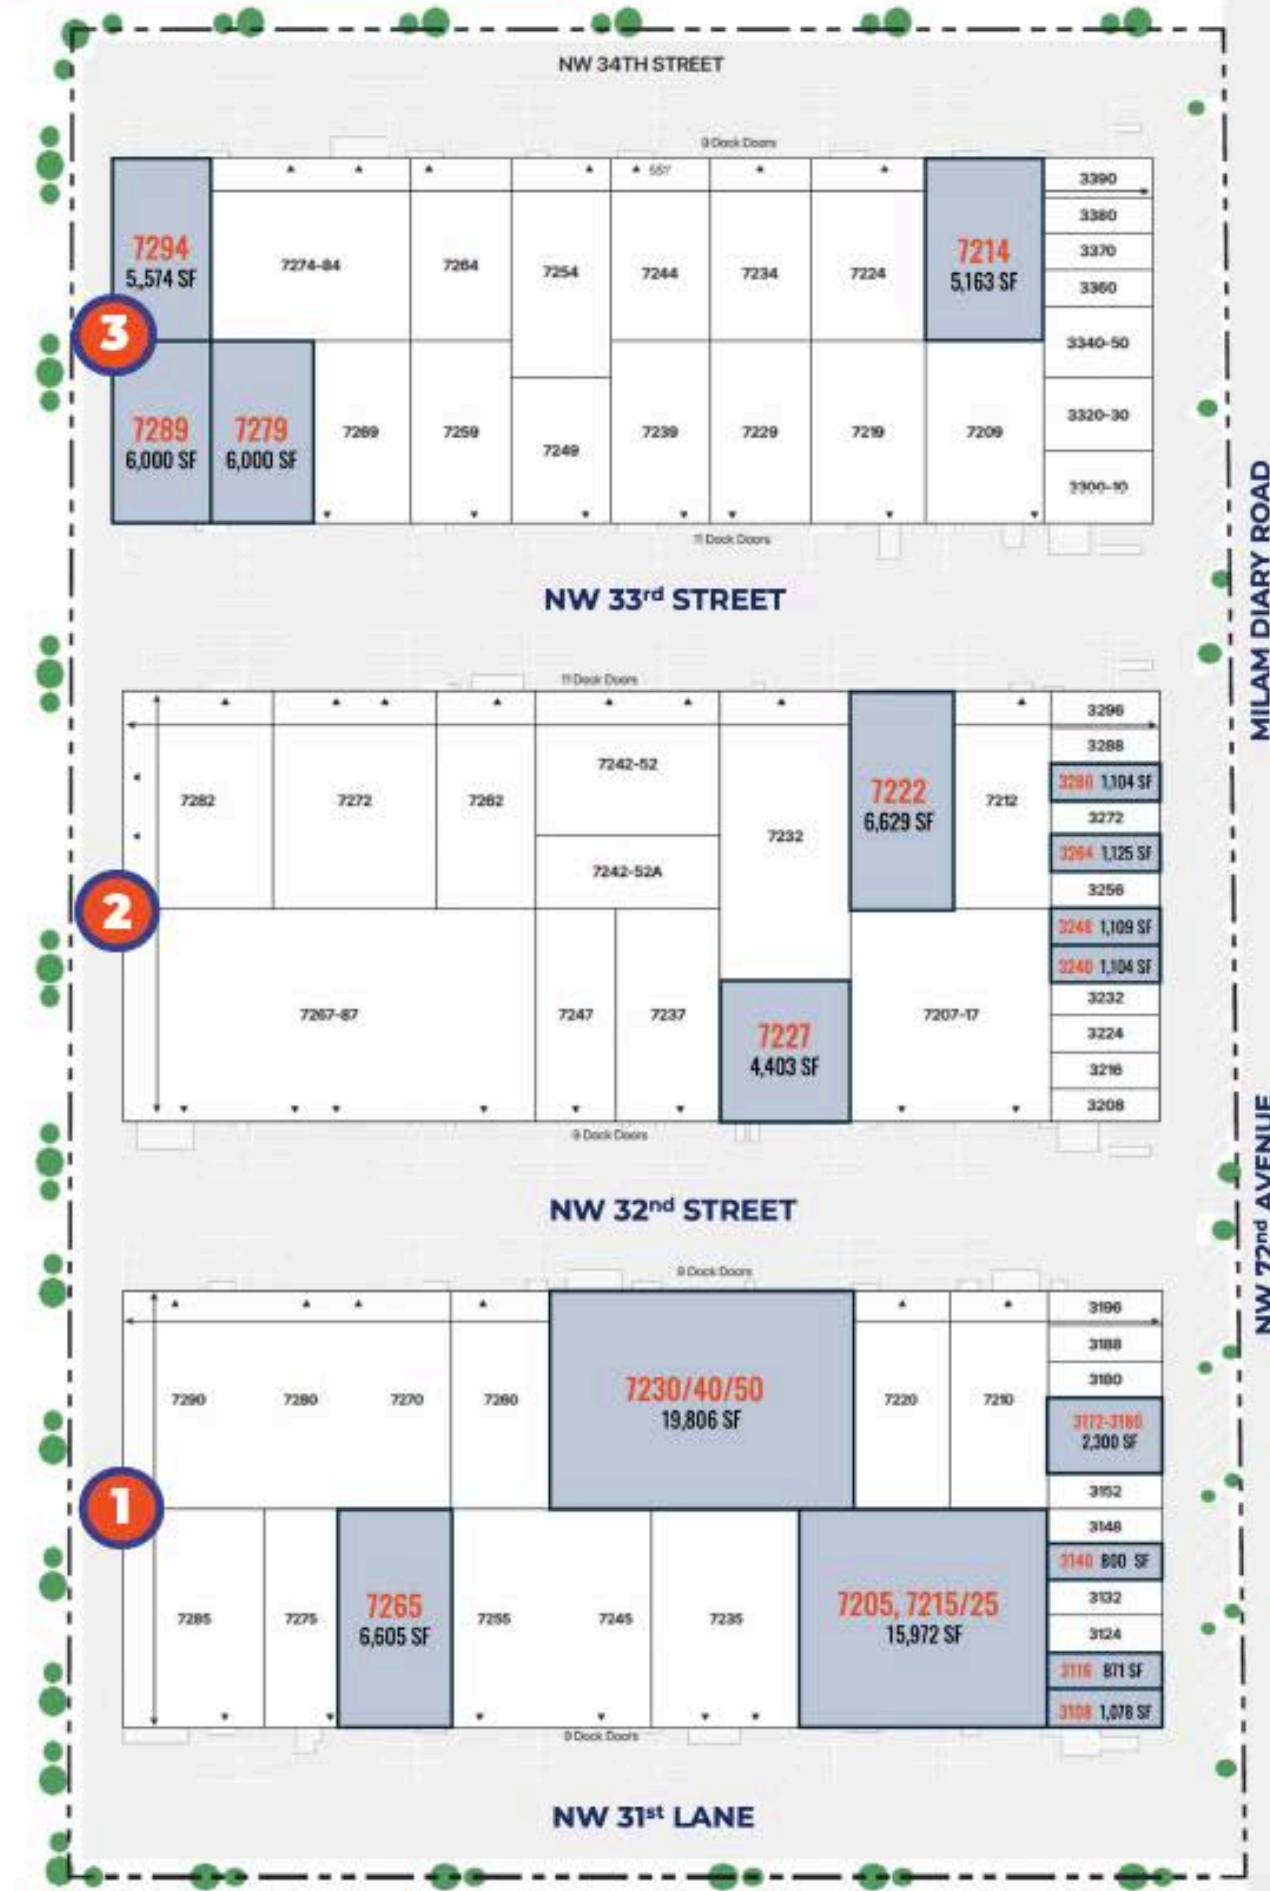 NW 34TH STREET
9 Dock Doors
557'
3390
3380
3370
3360
3340-50
3320-30
3300-10
7294
5,574 SF
7274-84
7264
7254
7244
7234
7224
7214
5,163 SF
3
7289
6,000 SF
7279
6,000 SF
7269
7259
7249
7239
7229
7219
7209
11 Dock Doors
NW 33rd STREET
MILAM DIARY ROAD
11 Dock Doors
3296
3288
3280 1,104 SF
3272
3264 1,125 SF
3256
3248 1,109 SF
3240 1,104 SF
3232
3224
3216
3208
7282
7272
7262
7242-52
7242-52A
7232
7222
6,629 SF
7212
2
7267-87
7247
7237
7227
4,403 SF
7207-17
9 Dock Doors
NW 32nd STREET
NW 72nd AVENUE
9 Dock Doors
3196
3188
3180
3172-3160
2,300 SF
3152
3148
3140 800 SF
3132
3124
3116 871 SF
3108 1,078 SF
7290
7280
7270
7260
7230/40/50
19,806 SF
7220
7210
1
7285
7275
7265
6,605 SF
7255
7245
7235
7205, 7215/25
15,972 SF
9 Dock Doors
NW 31st LANE